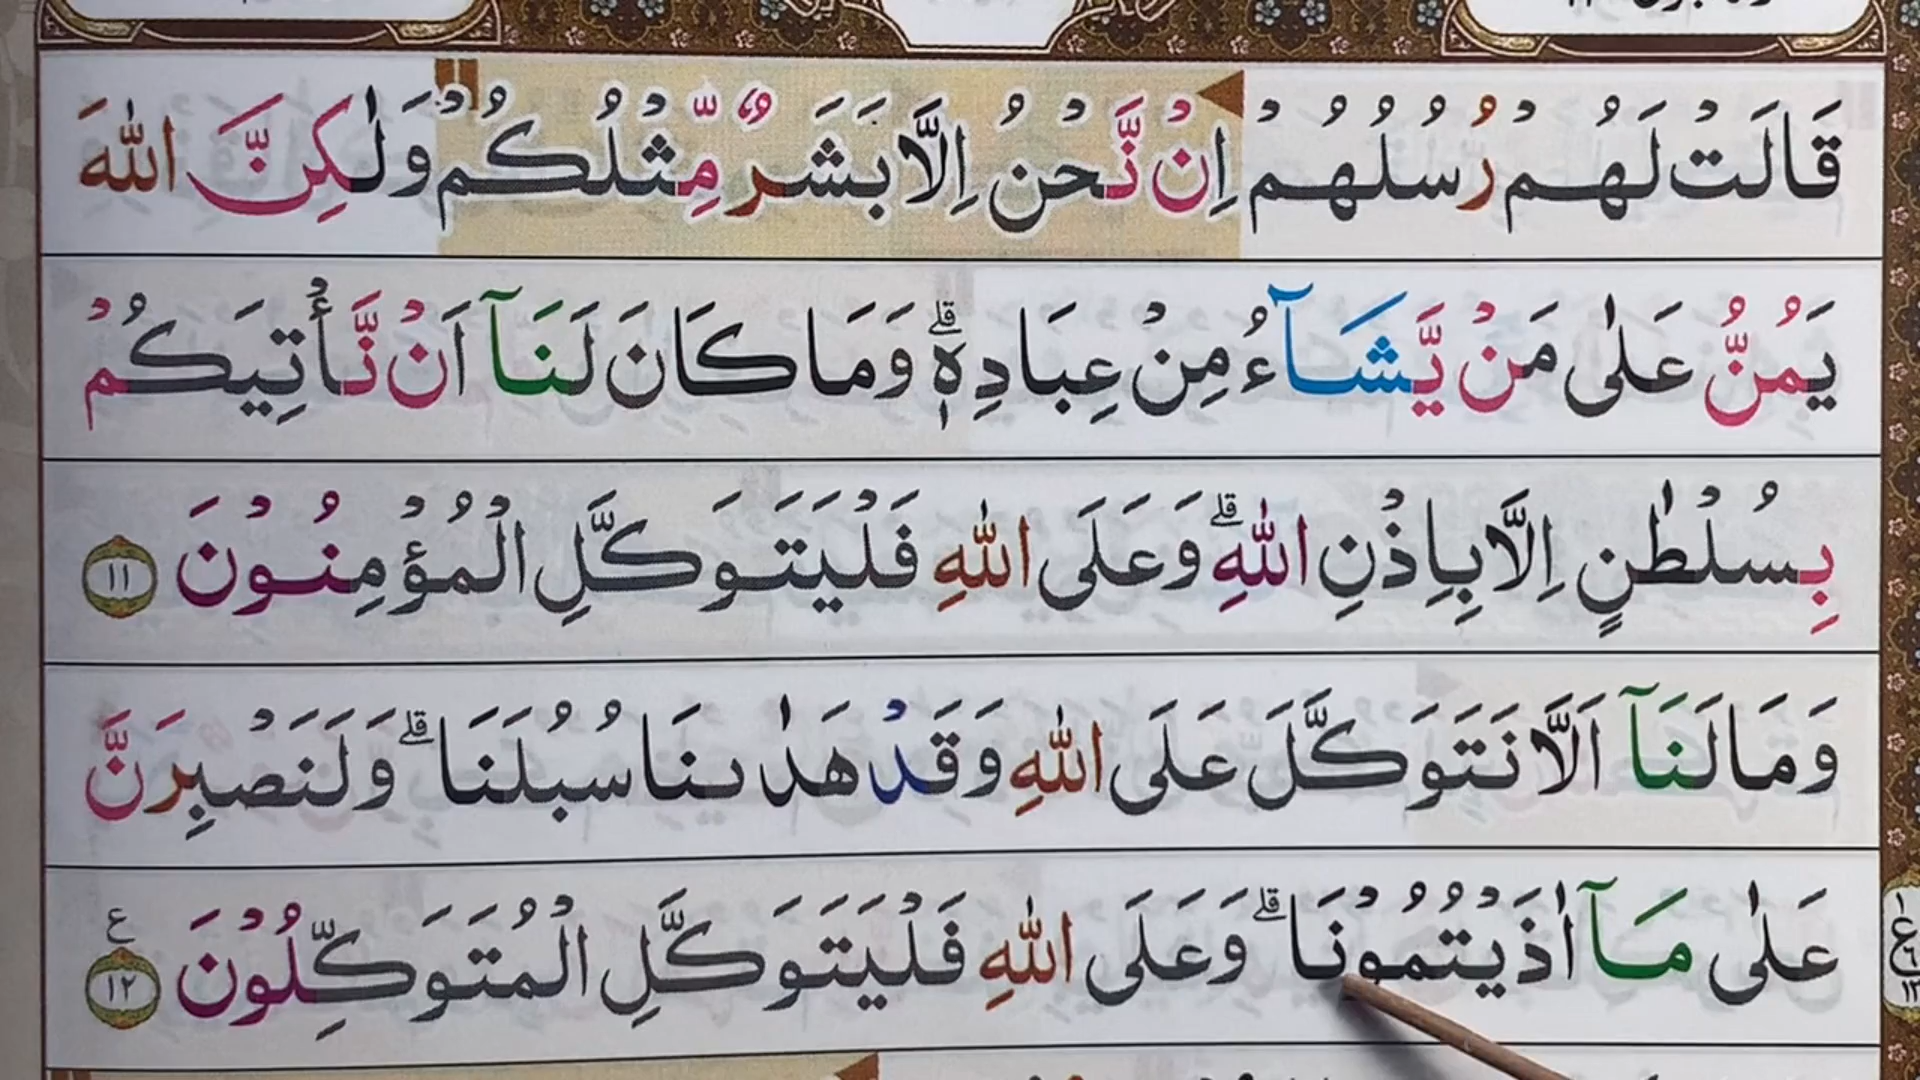 قَالَتْ لَهُمْ رُسُلُهُمْ اِنْ نَّحْنُ اِلَّا بَشَرٌ مِّثْلُكُمْ وَلٰكِنَّ اللّٰهَ
يَمُنُّ عَلٰى مَنْ يَّشَآءُ مِنْ عِبَادِهٖ ۗ وَمَا كَانَ لَنَآ اَنْ نَّأْتِيَكُمْ
بِسُلْطٰنٍ اِلَّا بِاِذْنِ اللّٰهِ ۗ وَعَلَى اللّٰهِ فَلْيَتَوَكَّلِ الْمُؤْمِنُوْنَ ١١
وَمَا لَنَآ اَلَّا نَتَوَكَّلَ عَلَى اللّٰهِ وَقَدْ هَدٰىنَا سُبُلَنَا ۗ وَلَنَصْبِرَنَّ
عَلٰى مَآ اٰذَيْتُمُوْنَا ۗ وَعَلَى اللّٰهِ فَلْيَتَوَكَّلِ الْمُتَوَكِّلُوْنَ ع ١٢